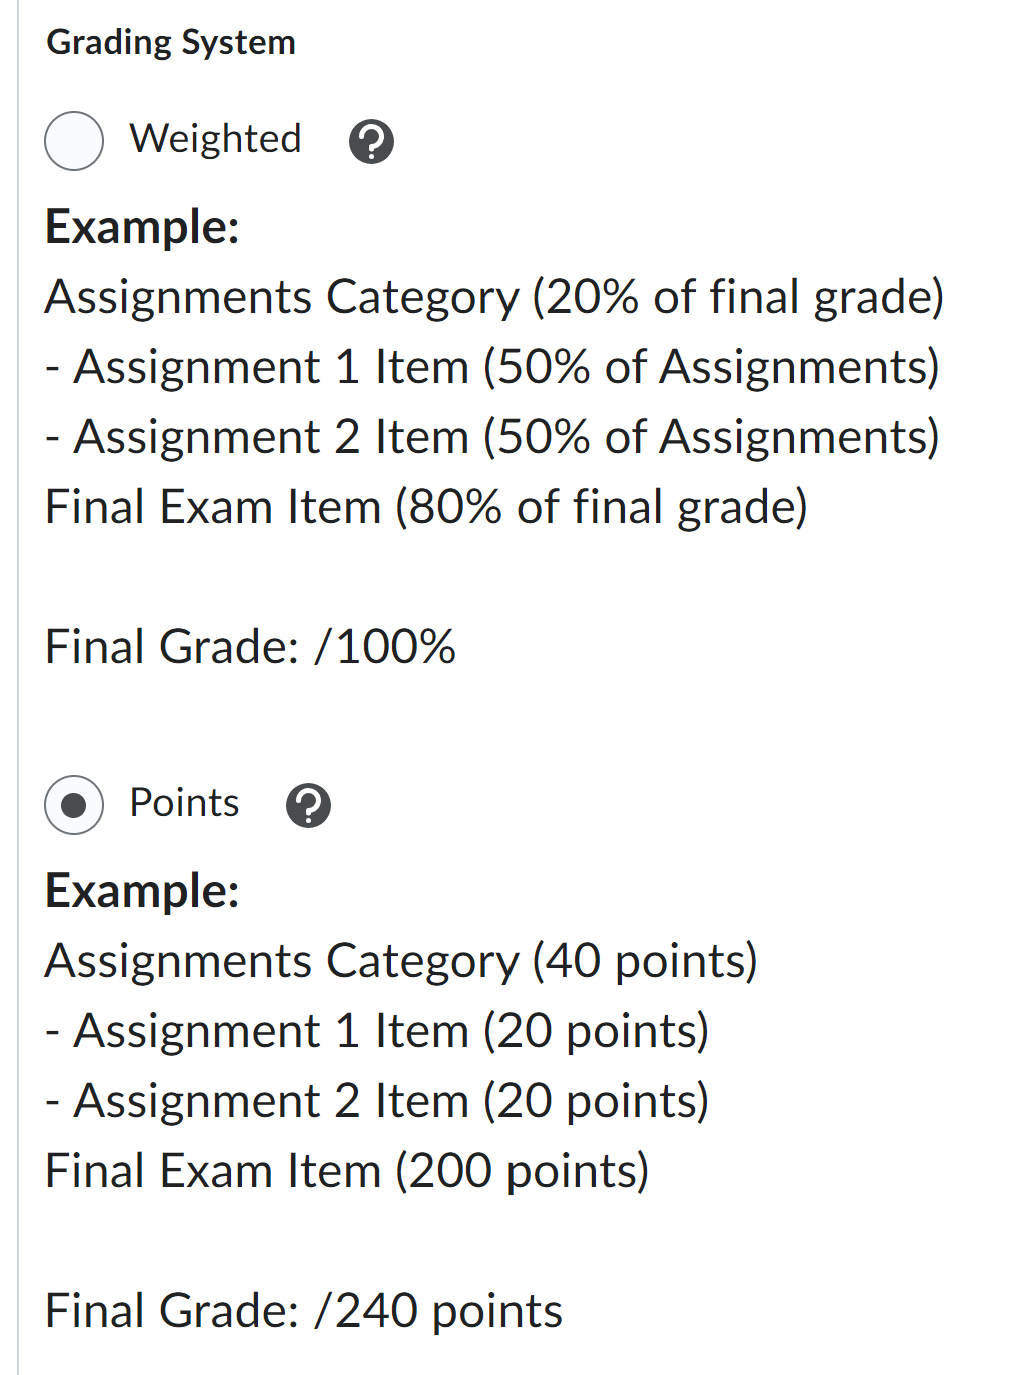 Grading System
Weighted ?
Example:
Assignments Category (20% of final grade)
- Assignment 1 Item (50% of Assignments)
- Assignment 2 Item (50% of Assignments)
Final Exam Item (80% of final grade)
Final Grade: /100%
Points ?
Example:
Assignments Category (40 points)
- Assignment 1 Item (20 points)
- Assignment 2 Item (20 points)
Final Exam Item (200 points)
Final Grade: /240 points